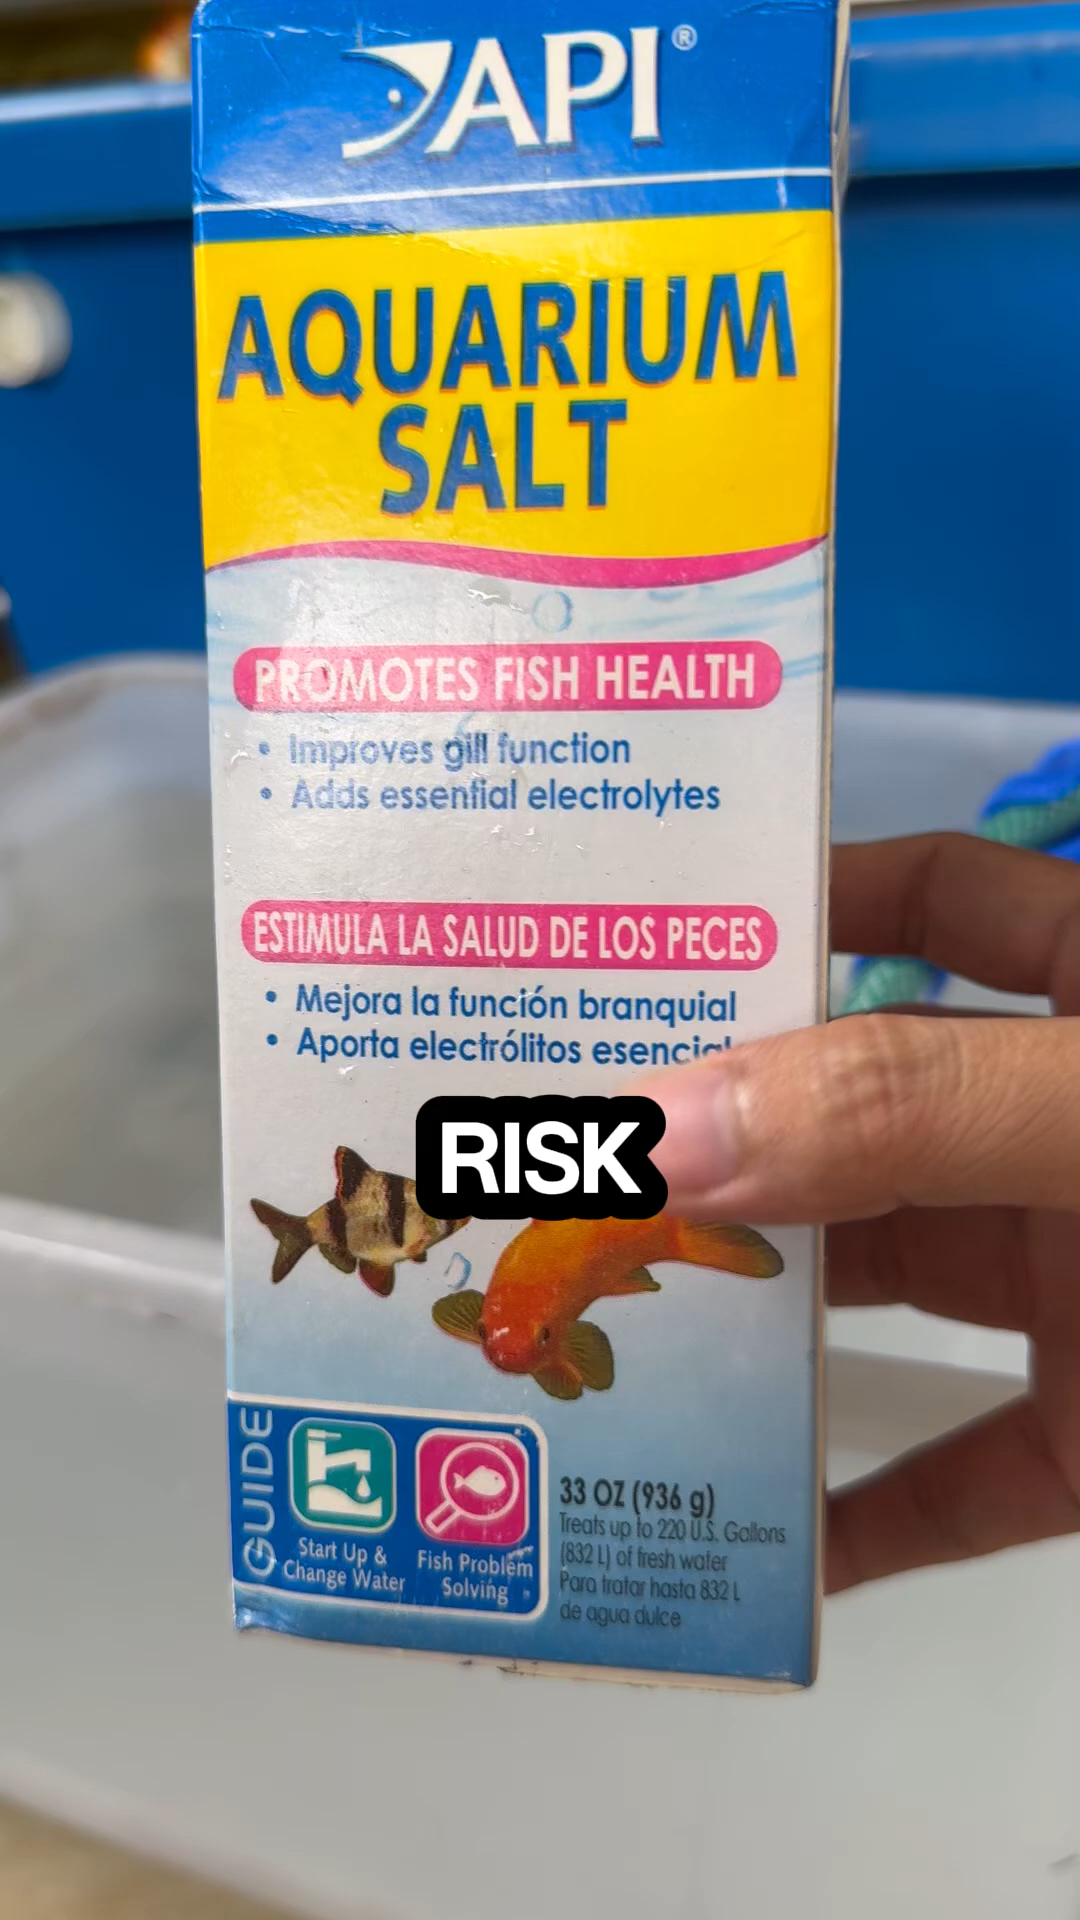 API®
AQUARIUM
SALT
PROMOTES FISH HEALTH
• Improves gill function
• Adds essential electrolytes
ESTIMULA LA SALUD DE LOS PECES
• Mejora la función branquial
• Aporta electrólitos
RISK
GUIDE
Start Up &
Change Water
Fish Problem
Solving
33 OZ (936 g)
Treats up to 220 U.S. Gallons
(832 L) of fresh water
Para tratar hasta 832 L
de agua dulce